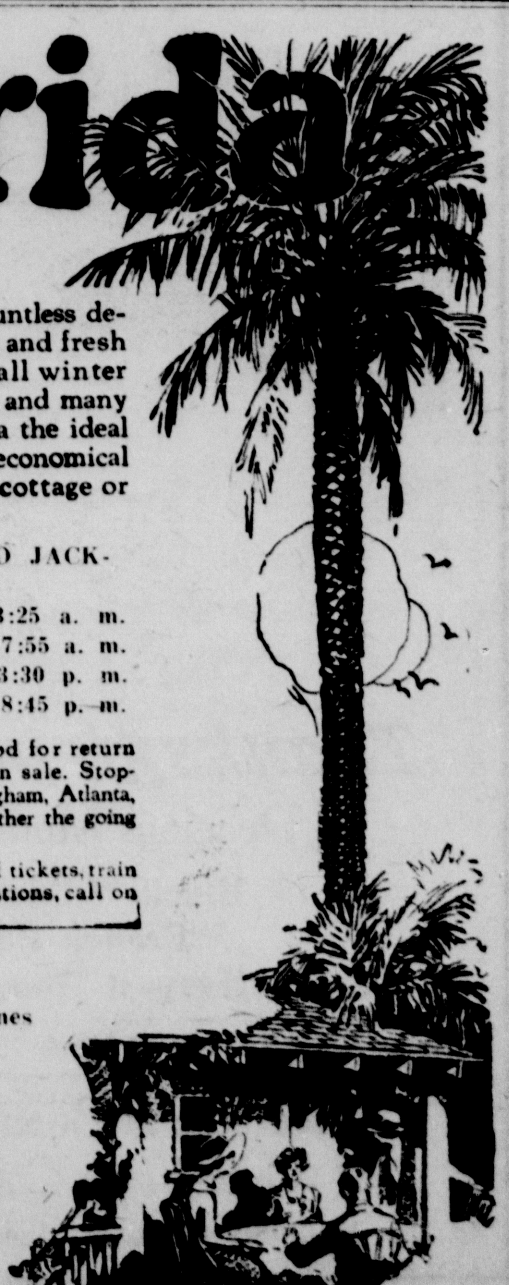 rida
untless de-
and fresh
all winter
and many
a the ideal
economical
cottage or
JACK-
3:25 a. m.
7:55 a. m.
3:30 p. m.
8:45 p. m.
od for return
n sale. Stop-
gham, Atlanta,
ther the going
tickets, train
tions, call on
nes